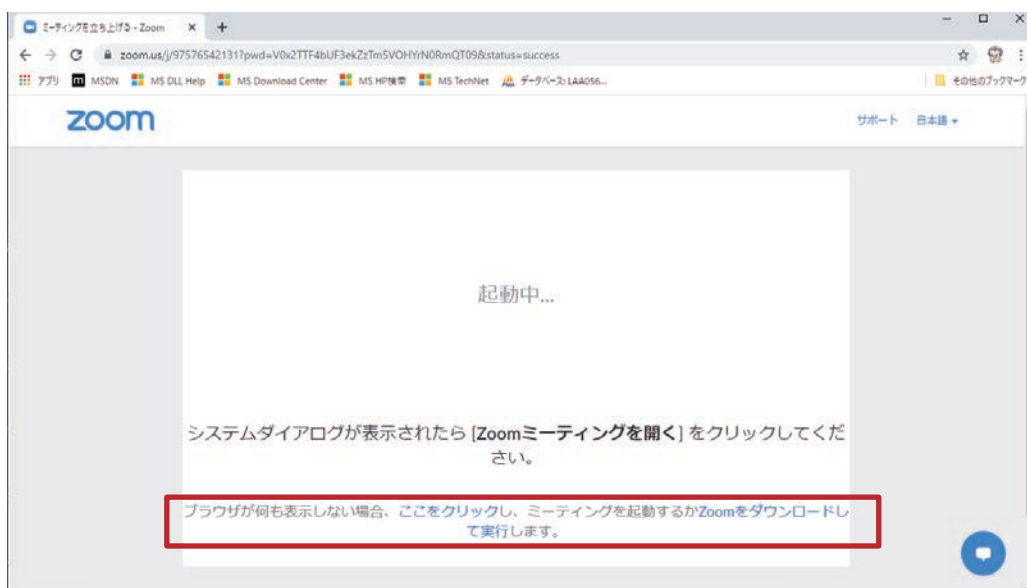 ミーティングを立ち上げる - Zoom
zoom.us/j/97576542131?pwd=V0x2TTF4bUF3ekZzTm5VOHYrN0RmQT09&status=success
アプリ MSDN MS DLL Help MS Download Center MS HP検索 MS TechNet データベース: LAA056... その他のブックマーク
zoom サポート 日本語
起動中...
システムダイアログが表示されたら [Zoomミーティングを開く] をクリックしてくだ
さい。
ブラウザが何も表示しない場合、ここをクリックし、ミーティングを起動するかZoomをダウンロードし
て実行します。